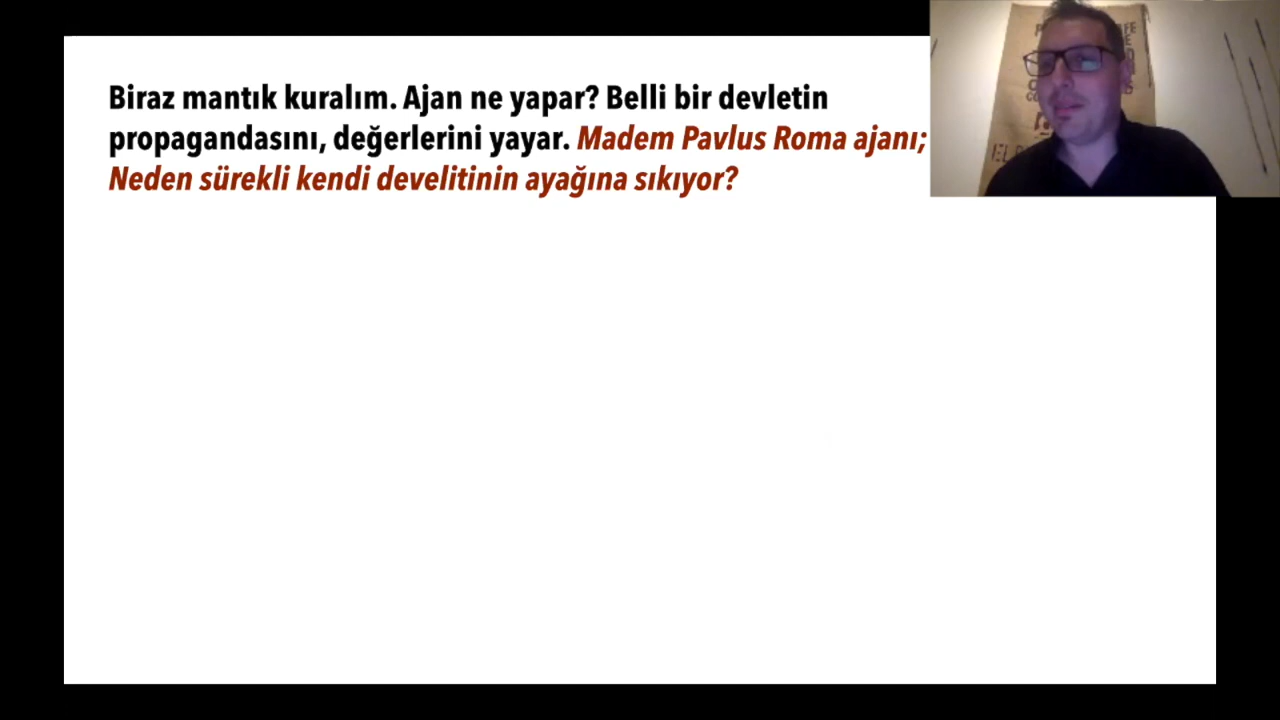 Biraz mantık kuralım. Ajan ne yapar? Belli bir devletin
propagandasını, değerlerini yayar. Madem Pavlus Roma ajanı;
Neden sürekli kendi develitinin ayağına sıkıyor?